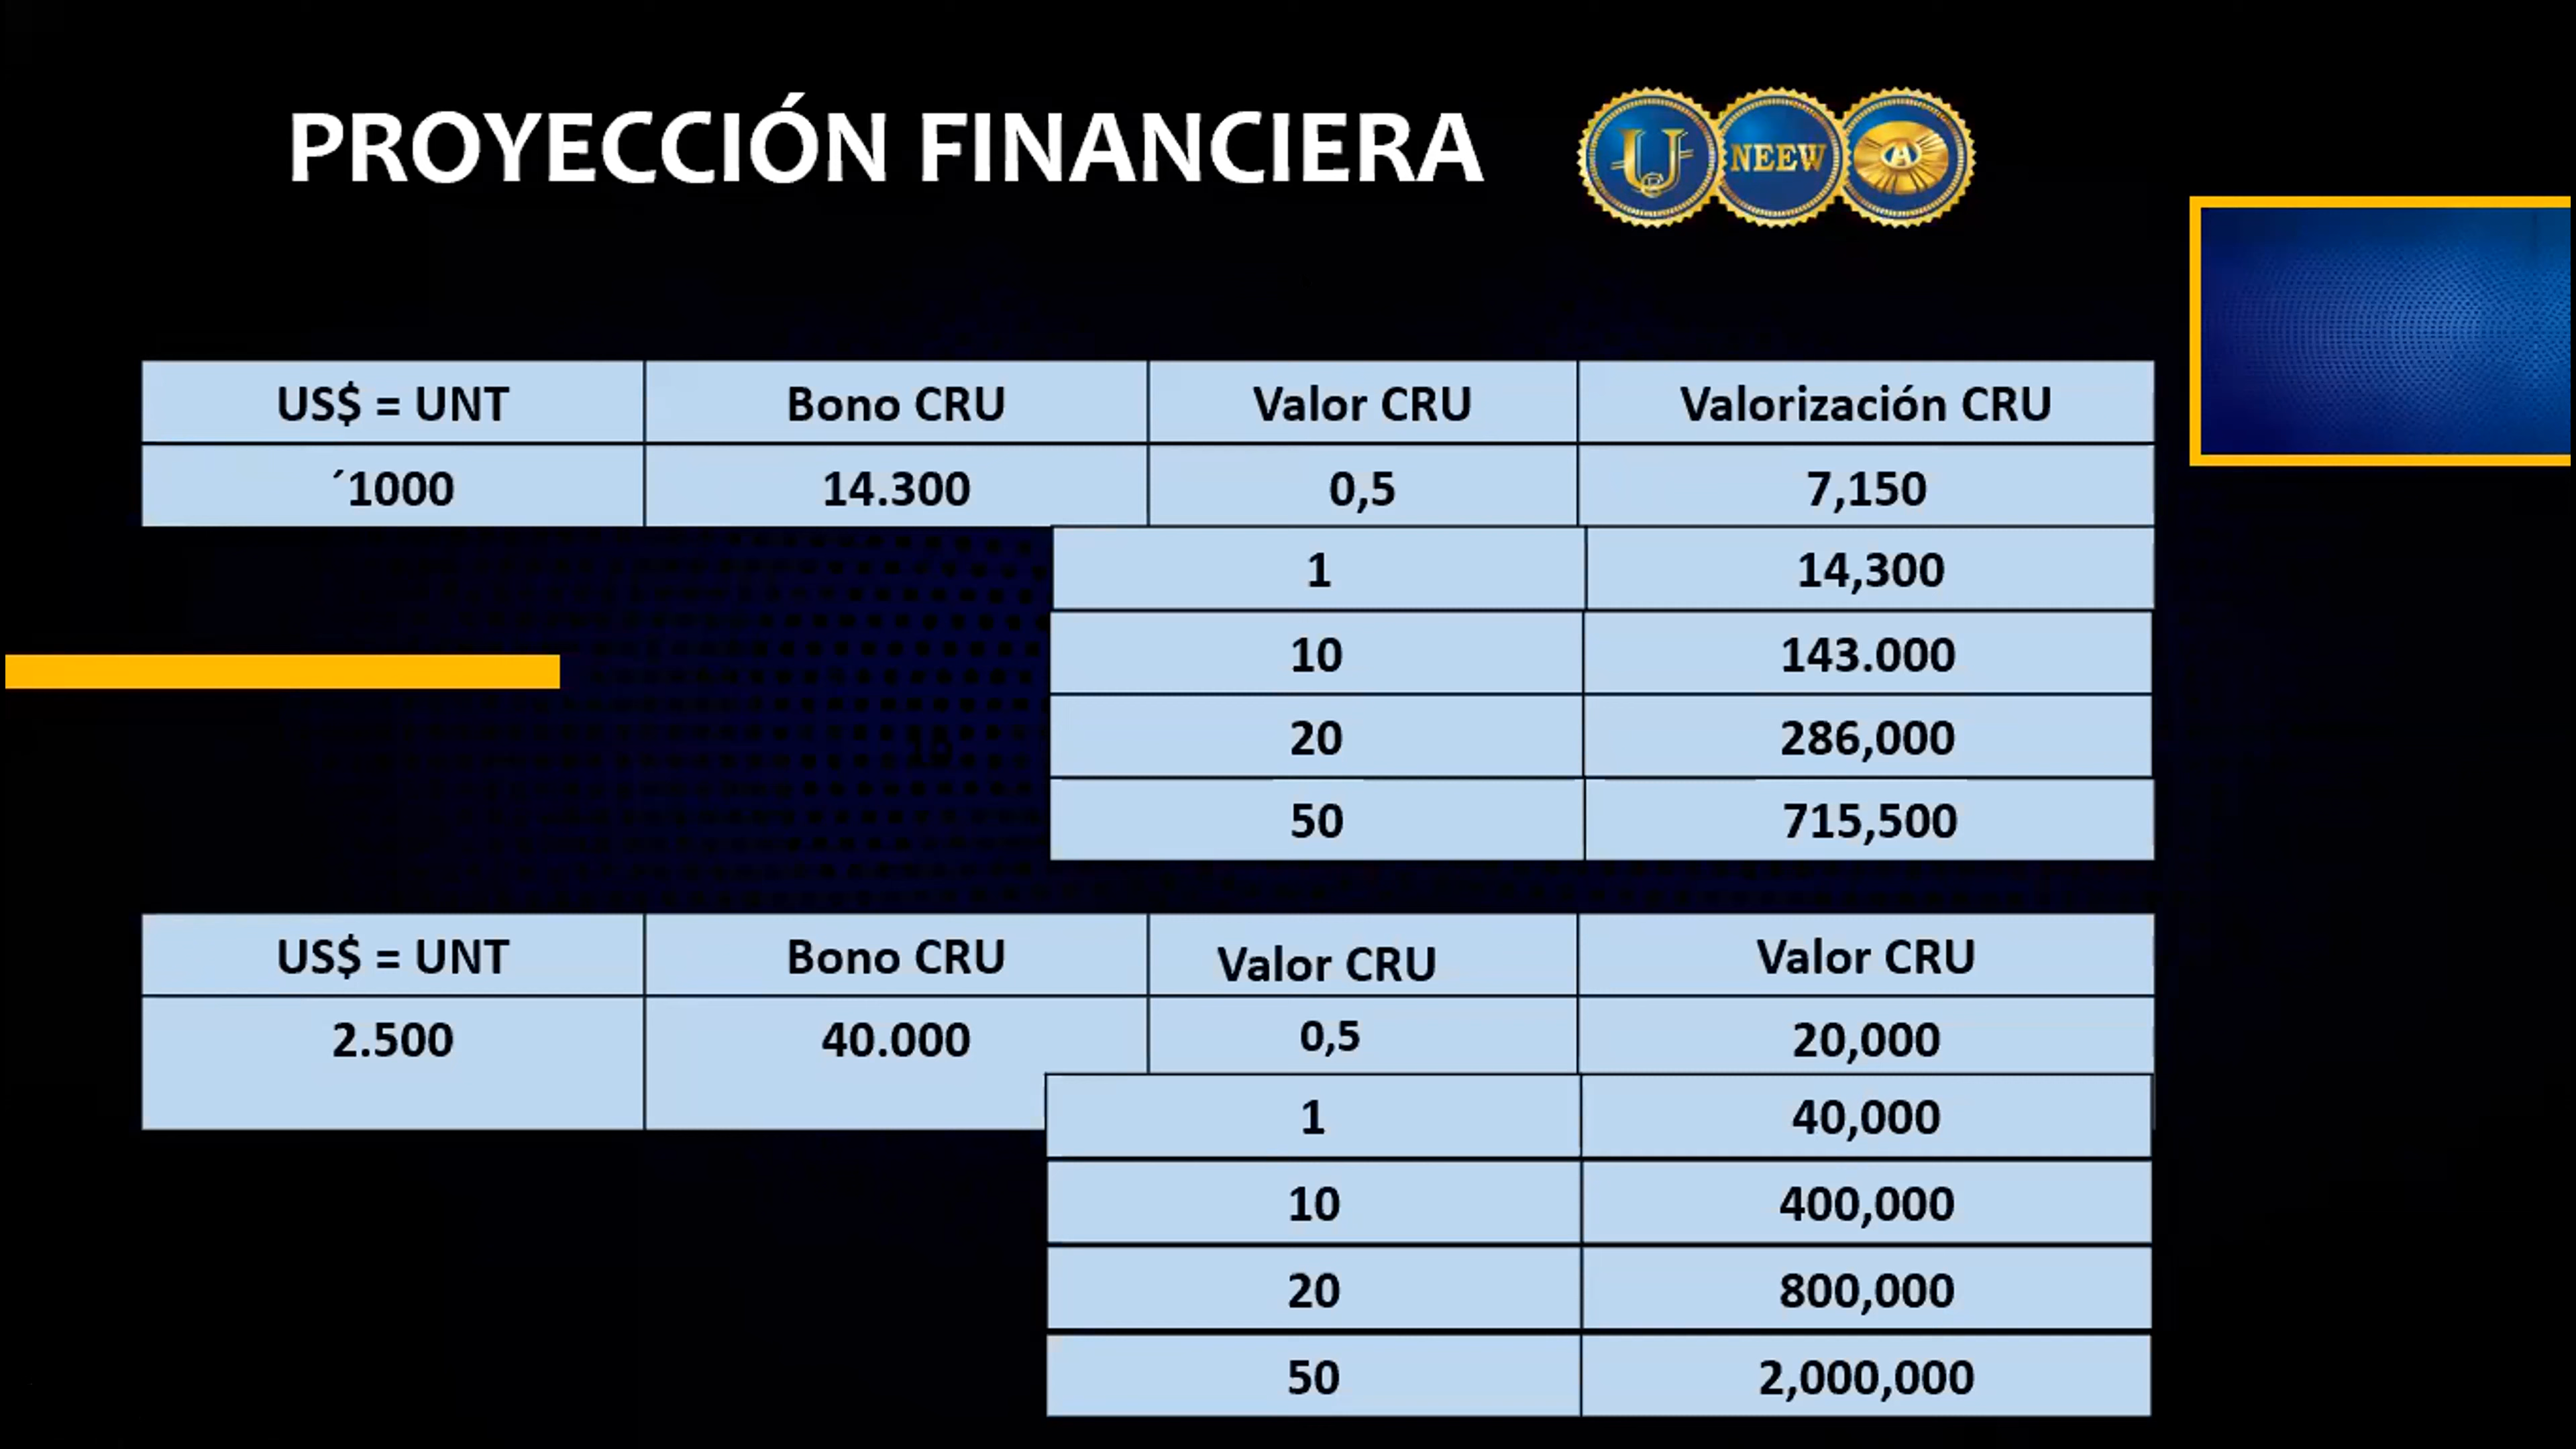 PROYECCIÓN FINANCIERA
U
NEEW
A
US$ = UNT Bono CRU Valor CRU Valorización CRU
´1000 14.300 0,5 7,150
1 14,300
10 143.000
20 286,000
50 715,500
US$ = UNT Bono CRU Valor CRU Valor CRU
2.500 40.000 0,5 20,000
1 40,000
10 400,000
20 800,000
50 2,000,000